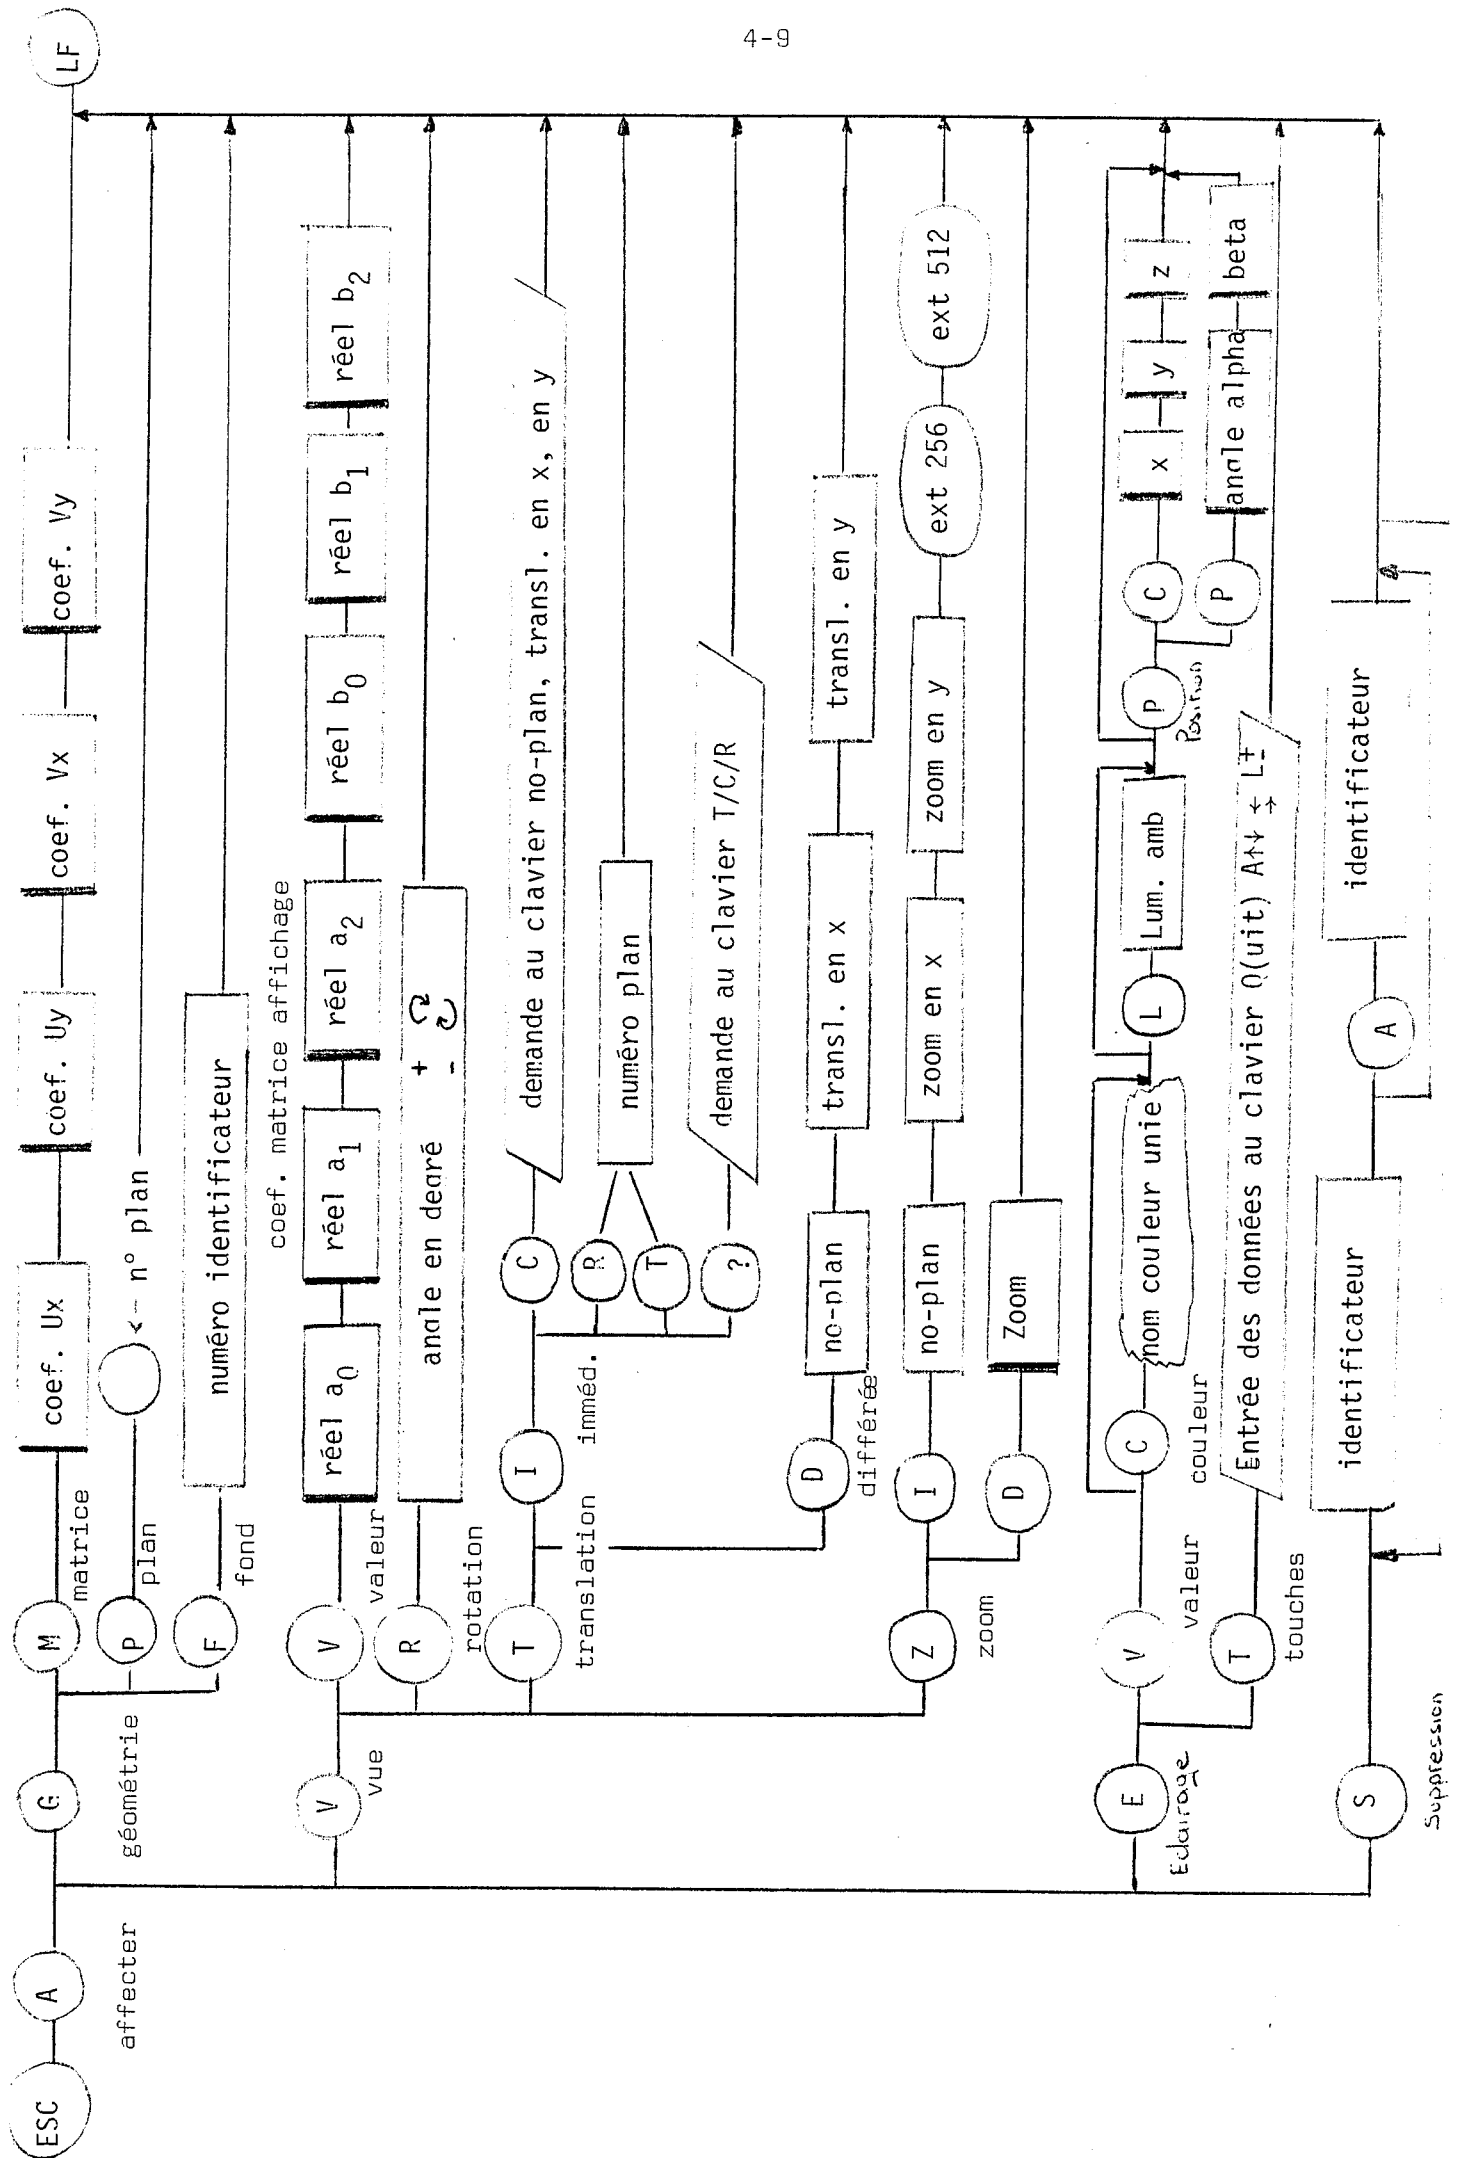 4-9
ESC A G M coef. Ux coef. Uy coef. Vx coef. Vy LF
affecter géométrie matrice
P <- n° plan
plan
F numéro identificateur
fond
coef. matrice affichage
V V réel a0 réel a1 réel a2 réel b0 réel b1 réel b2
vue valeur
R angle en degré + -
rotation
T I C demande au clavier no-plan, transl. en x, en y
translation imméd.
R numéro plan
T
? demande au clavier T/C/R
D no-plan transl. en x transl. en y
différée
Z I no-plan zoom en x zoom en y ext 256 ext 512
zoom
D Zoom
E V C nom couleur unie L Lum. amb P C x y z
Eclairage valeur couleur Position
P angle alpha beta
T Entrée des données au clavier Q(uit) A↑↓ ← → L±
touches
S identificateur A identificateur
Suppression